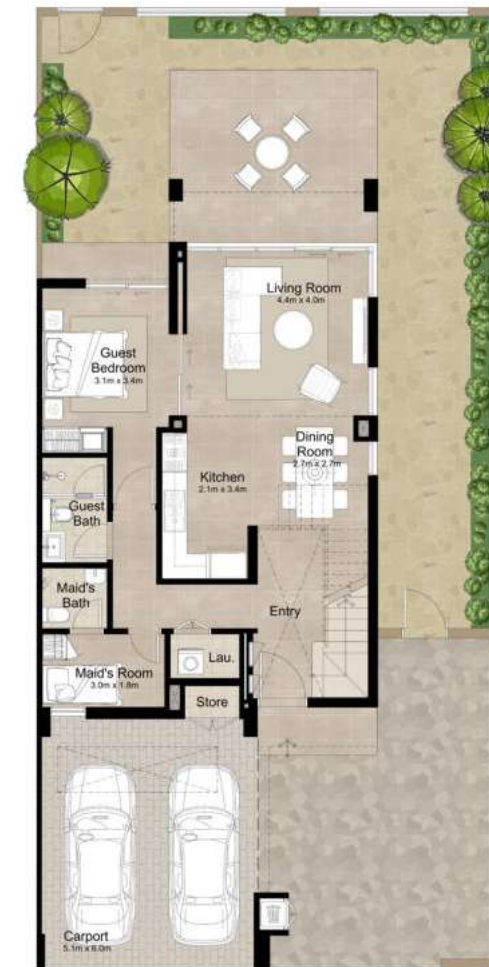 Living Room
4.4m x 4.0m
Guest
Bedroom
3.1m x 3.4m
Dining
Room
2.7m x 2.7m
Kitchen
2.1m x 3.4m
Guest
Bath
Maid's
Bath
Entry
Lau.
Maid's Room
3.0m x 1.8m
Store
Carport
5.1m x 6.0m